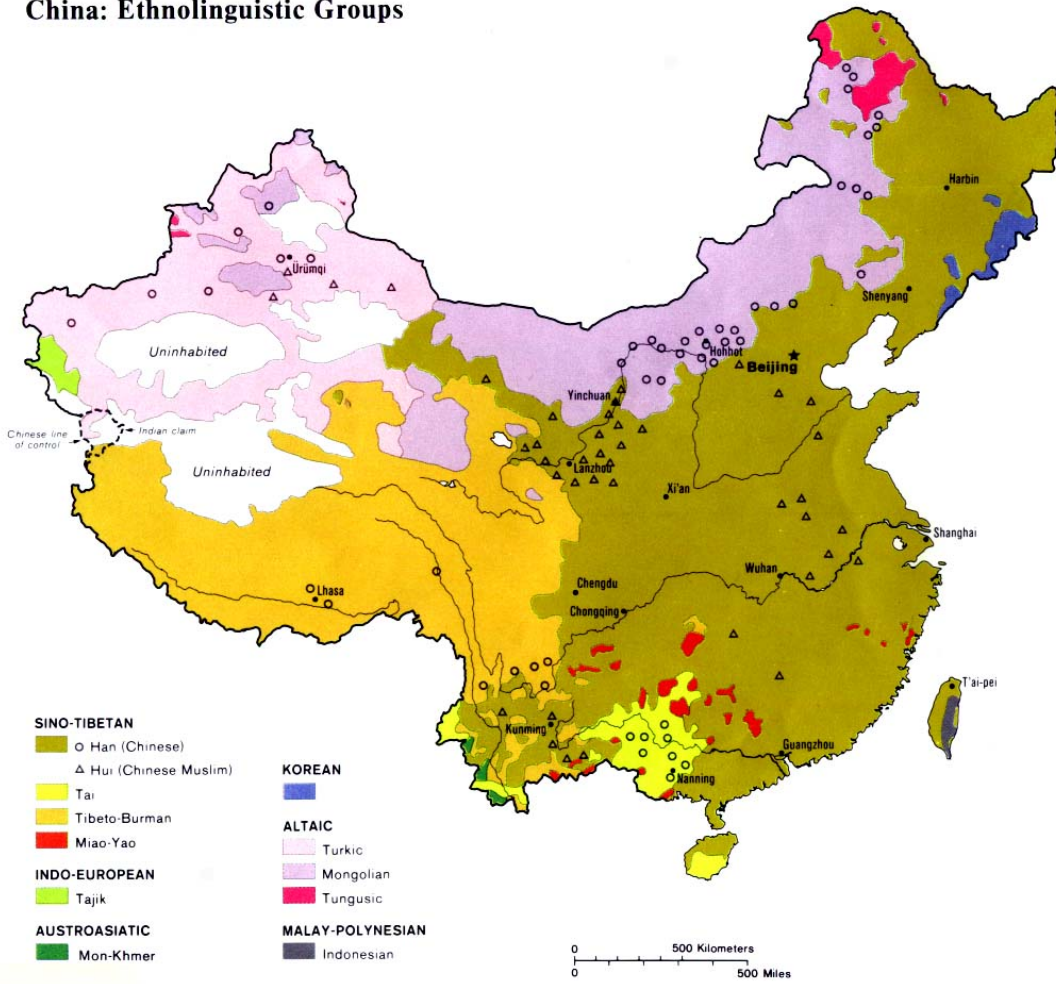 China: Ethnolinguistic Groups
Harbin
Ürümqi
Shenyang
Uninhabited
Hohhot
Beijing
Yinchuan
Chinese line
of control
Indian claim
Uninhabited
Lanzhou
Xi'an
Shanghai
Wuhan
Chengdu
Lhasa
Chongqing
T'ai-pei
Kunming
Guangzhou
Nanning
SINO-TIBETAN
Han (Chinese)
Hui (Chinese Muslim)
Tai
Tibeto-Burman
Miao-Yao
INDO-EUROPEAN
Tajik
AUSTROASIATIC
Mon-Khmer
KOREAN
ALTAIC
Turkic
Mongolian
Tungusic
MALAY-POLYNESIAN
Indonesian
0 500 Kilometers
0 500 Miles